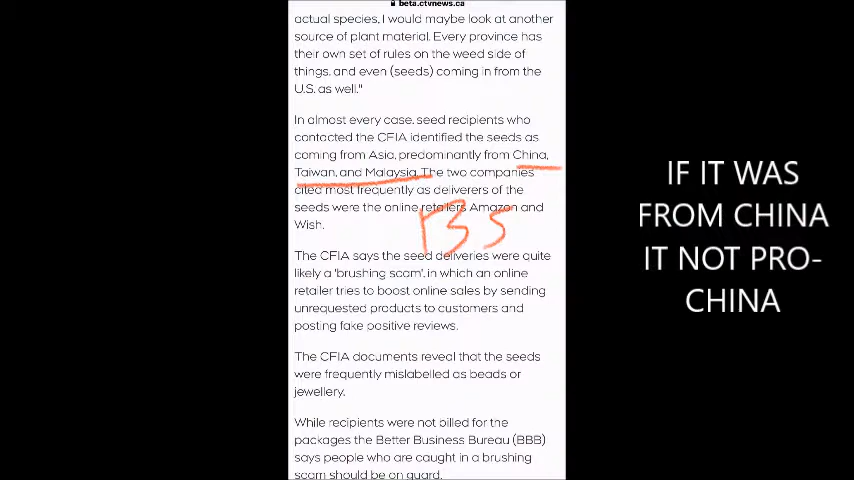 beta.ctvnews.ca
actual species, I would maybe look at another
source of plant material. Every province has
their own set of rules on the weed side of
things, and even (seeds) coming in from the
U.S. as well."
In almost every case, seed recipients who
contacted the CFIA identified the seeds as
coming from Asia, predominantly from China,
Taiwan, and Malaysia. The two companies
cited most frequently as deliverers of the
seeds were the online retailers Amazon and
Wish.
The CFIA says the seed deliveries were quite
likely a 'brushing scam', in which an online
retailer tries to boost online sales by sending
unrequested products to customers and
posting fake positive reviews.
The CFIA documents reveal that the seeds
were frequently mislabelled as beads or
jewellery.
While recipients were not billed for the
packages the Better Business Bureau (BBB)
says people who are caught in a brushing
scam should be on guard.
IF IT WAS
FROM CHINA
IT NOT PRO-
CHINA